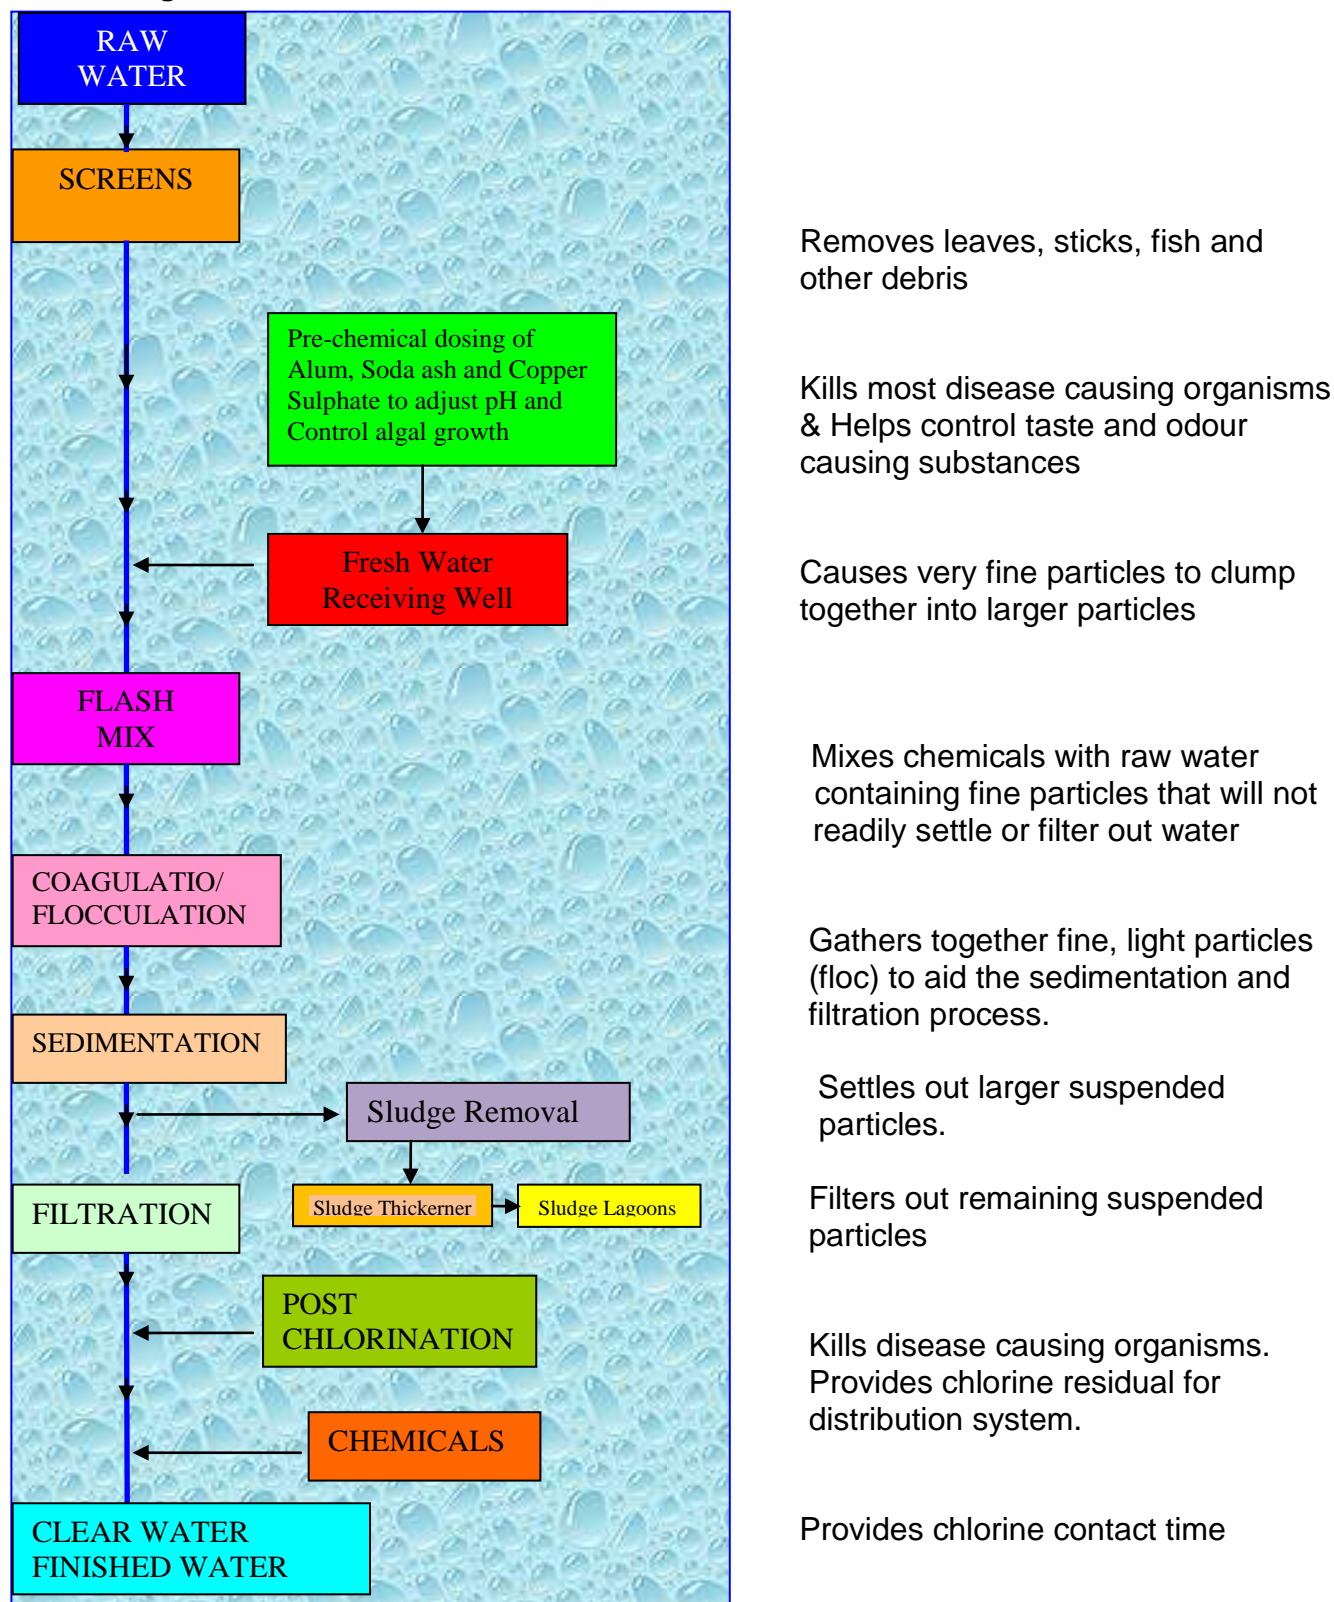 RAW
WATER
SCREENS
Removes leaves, sticks, fish and
other debris
Pre-chemical dosing of
Alum, Soda ash and Copper
Sulphate to adjust pH and
Control algal growth
Kills most disease causing organisms
& Helps control taste and odour
causing substances
Fresh Water
Receiving Well
Causes very fine particles to clump
together into larger particles
FLASH
MIX
Mixes chemicals with raw water
containing fine particles that will not
readily settle or filter out water
COAGULATIO/
FLOCCULATION
Gathers together fine, light particles
(floc) to aid the sedimentation and
filtration process.
SEDIMENTATION
Settles out larger suspended
particles.
Sludge Removal
Sludge Thickerner
Sludge Lagoons
FILTRATION
Filters out remaining suspended
particles
POST
CHLORINATION
Kills disease causing organisms.
Provides chlorine residual for
distribution system.
CHEMICALS
CLEAR WATER
FINISHED WATER
Provides chlorine contact time